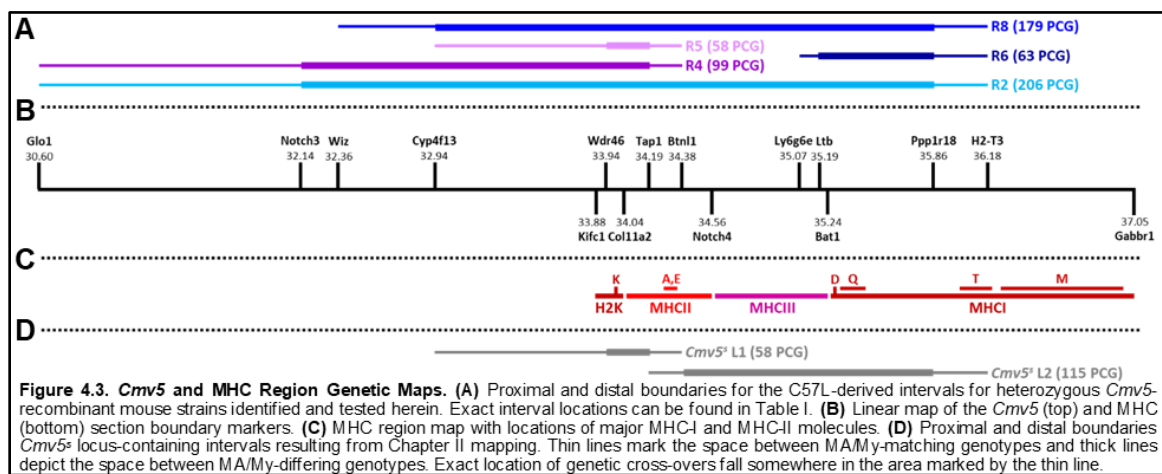 A
R8 (179 PCG)
R5 (58 PCG)
R6 (63 PCG)
R4 (99 PCG)
R2 (206 PCG)
B
Glo1
30.60
Notch3
32.14
Wiz
32.36
Cyp4f13
32.94
Wdr46
33.94
Tap1
34.19
Btnl1
34.38
Ly6g6e
35.07
Ltb
35.19
Ppp1r18
35.86
H2-T3
36.18
33.88
Kifc1
34.04
Col11a2
34.56
Notch4
35.24
Bat1
37.05
Gabbr1
C
K
A,E
D
Q
T
M
H2K
MHCII
MHCIII
MHCI
D
Cmv5ˢ L1 (58 PCG)
Cmv5ˢ L2 (115 PCG)
Figure 4.3. Cmv5 and MHC Region Genetic Maps. (A) Proximal and distal boundaries for the C57L-derived intervals for heterozygous Cmv5-
recombinant mouse strains identified and tested herein. Exact interval locations can be found in Table I. (B) Linear map of the Cmv5 (top) and MHC
(bottom) section boundary markers. (C) MHC region map with locations of major MHC-I and MHC-II molecules. (D) Proximal and distal boundaries
Cmv5ˢ locus-containing intervals resulting from Chapter II mapping. Thin lines mark the space between MA/My-matching genotypes and thick lines
depict the space between MA/My-differing genotypes. Exact location of genetic cross-overs fall somewhere in the area marked by the thin line.